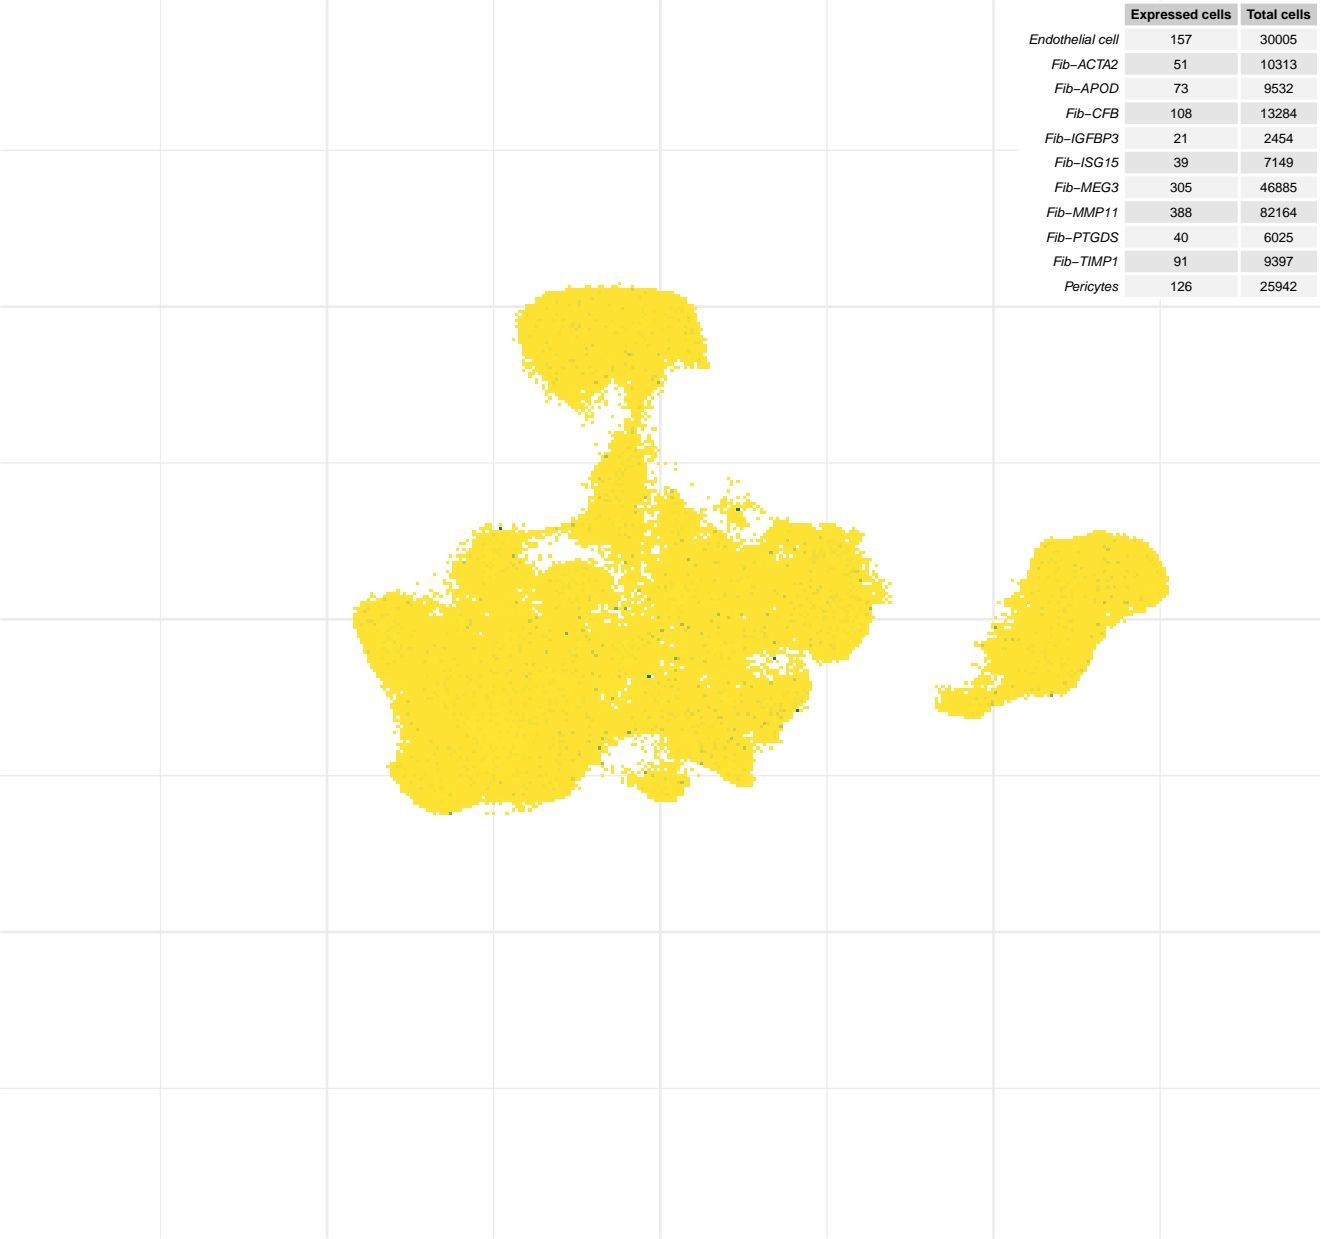 Expressed cells Total cells
Endothelial cell 157 30005
Fib−ACTA2 51 10313
Fib−APOD 73 9532
Fib−CFB 108 13284
Fib−IGFBP3 21 2454
Fib−ISG15 39 7149
Fib−MEG3 305 46885
Fib−MMP11 388 82164
Fib−PTGDS 40 6025
Fib−TIMP1 91 9397
Pericytes 126 25942